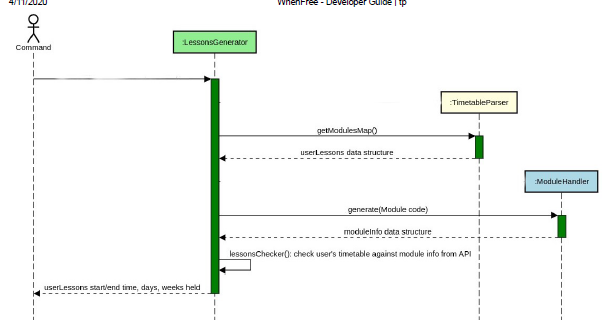 4/11/2020 WhenFree - Developer Guide | tp
Command
:LessonsGenerator
:TimetableParser
getModulesMap()
userLessons data structure
:ModuleHandler
generate(Module code)
moduleInfo data structure
lessonsChecker(): check user's timetable against module info from API
userLessons start/end time, days, weeks held